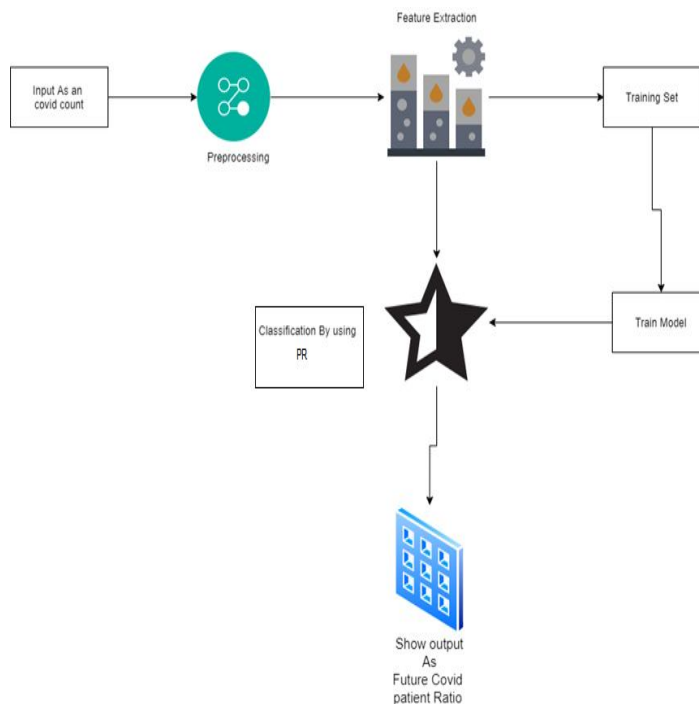 Feature Extraction
Input As an
covid count
Preprocessing
Training Set
Classification By using
PR
Train Model
Show output
As
Future Covid
patient Ratio